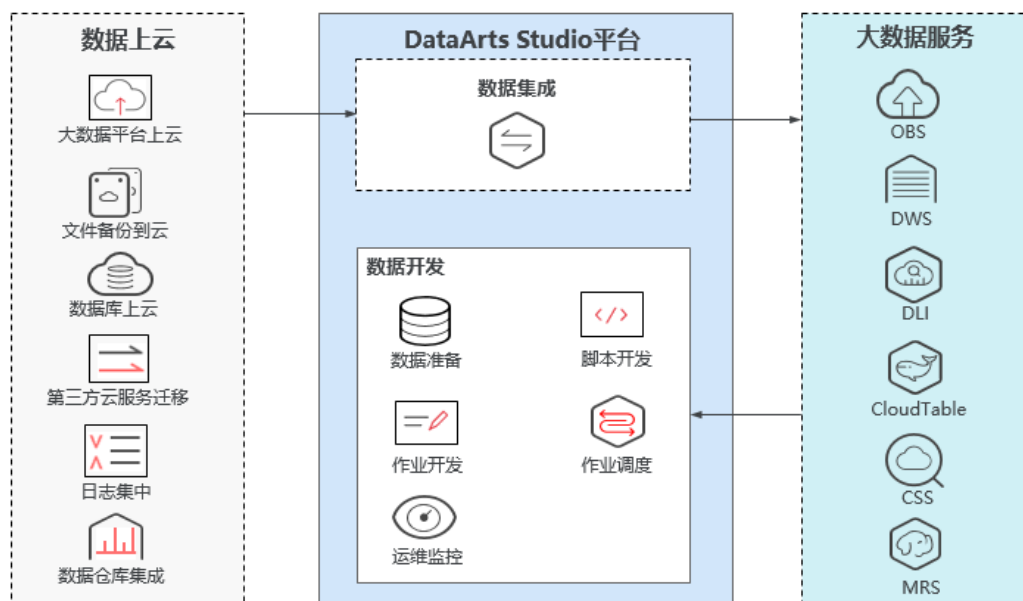 数据上云
大数据平台上云
文件备份到云
数据库上云
第三方云服务迁移
日志集中
数据仓库集成
DataArts Studio平台
数据集成
数据开发
数据准备
脚本开发
</>
作业开发
作业调度
运维监控
大数据服务
OBS
DWS
DLI
CloudTable
CSS
MRS